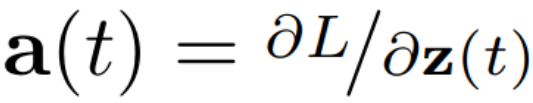 𝐚(t) = ∂L/∂𝐳(t)